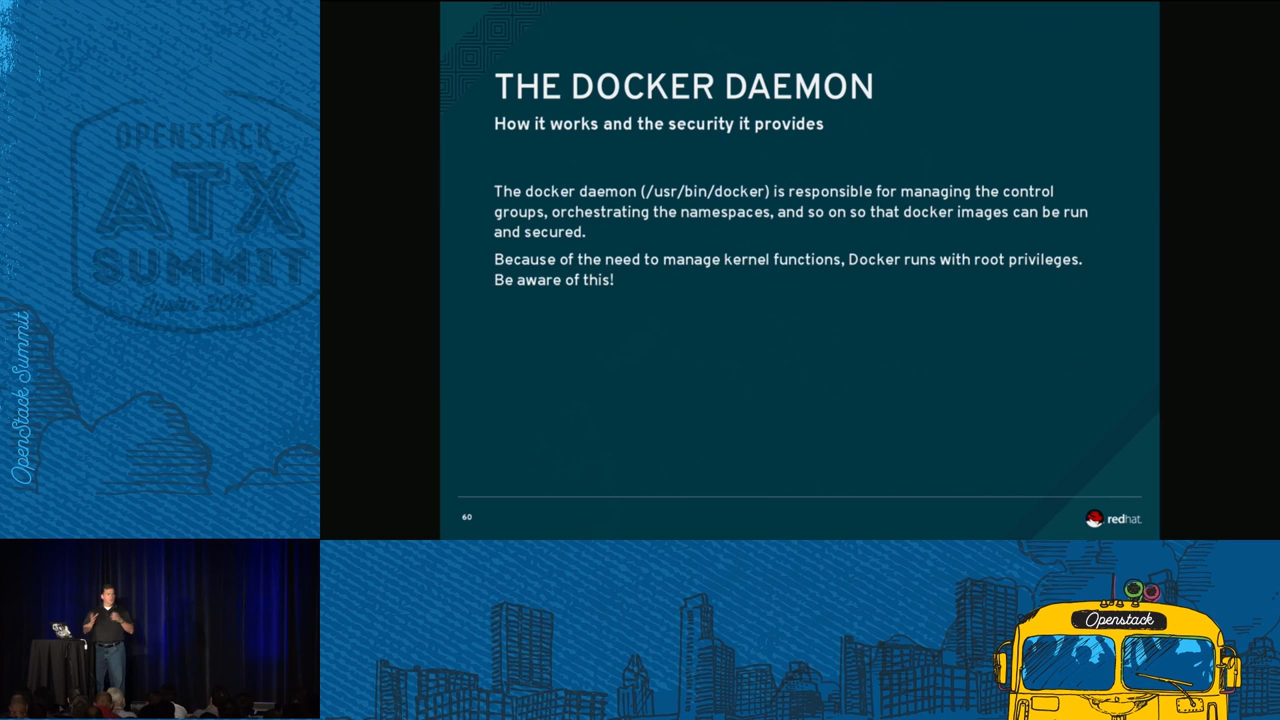 THE DOCKER DAEMON
How it works and the security it provides
The docker daemon (/usr/bin/docker) is responsible for managing the control
groups, orchestrating the namespaces, and so on so that docker images can be run
and secured.
Because of the need to manage kernel functions, Docker runs with root privileges.
Be aware of this!
60
redhat.
OPENSTACK
ATX
SUMMIT
Austin 2016
OpenStack Summit
Openstack